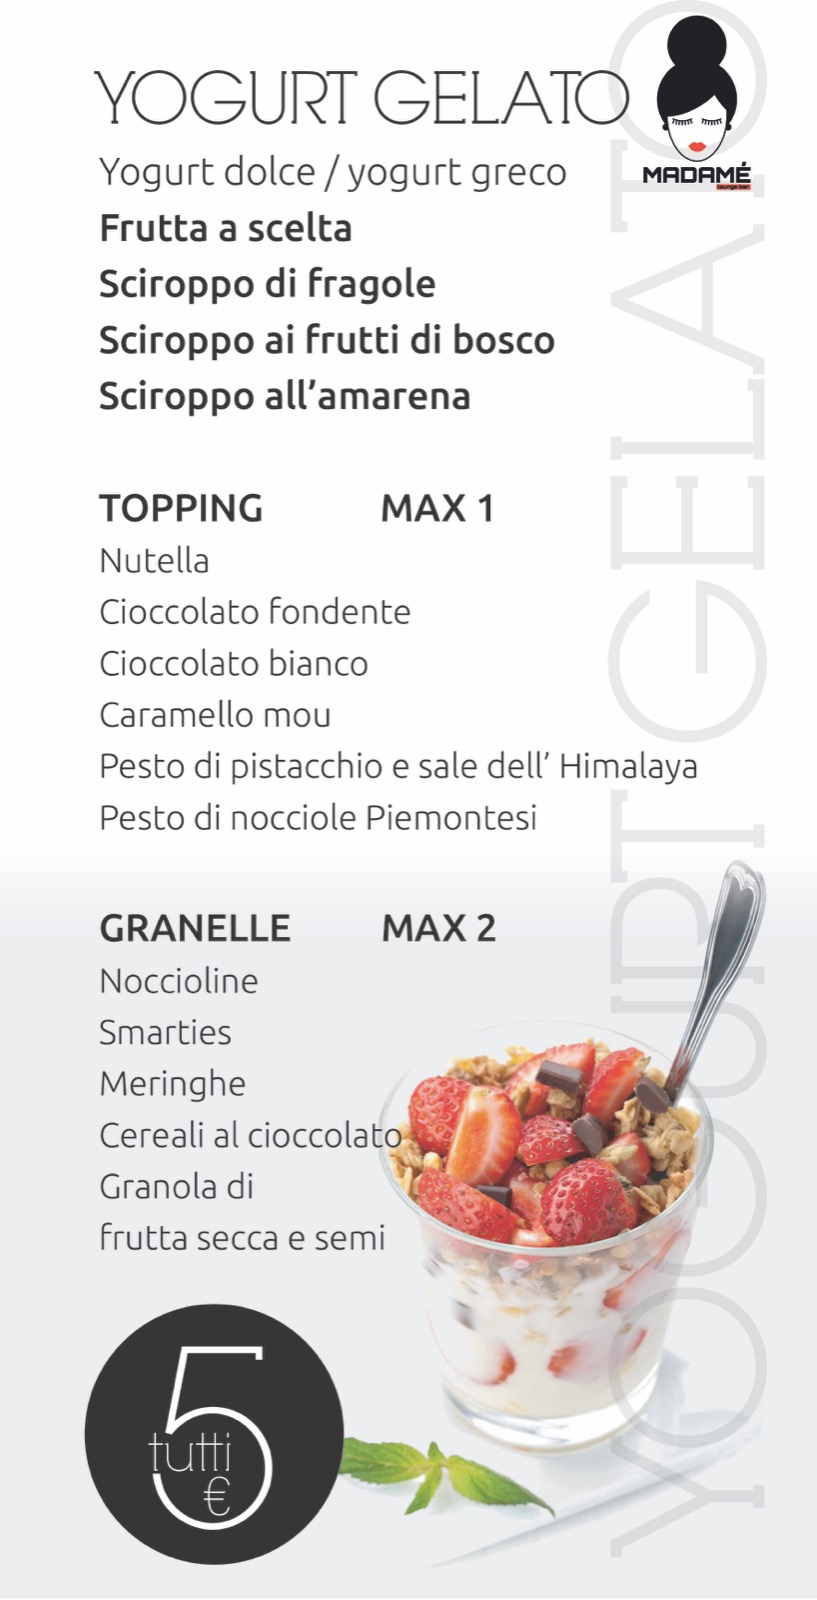 YOGURT GELATO
MADAMÉ
lounge bar
Yogurt dolce / yogurt greco
Frutta a scelta
Sciroppo di fragole
Sciroppo ai frutti di bosco
Sciroppo all’amarena
TOPPING MAX 1
Nutella
Cioccolato fondente
Cioccolato bianco
Caramello mou
Pesto di pistacchio e sale dell’ Himalaya
Pesto di nocciole Piemontesi
GRANELLE MAX 2
Noccioline
Smarties
Meringhe
Cereali al cioccolato
Granola di
frutta secca e semi
5
tutti
€
YOGURT GELATO